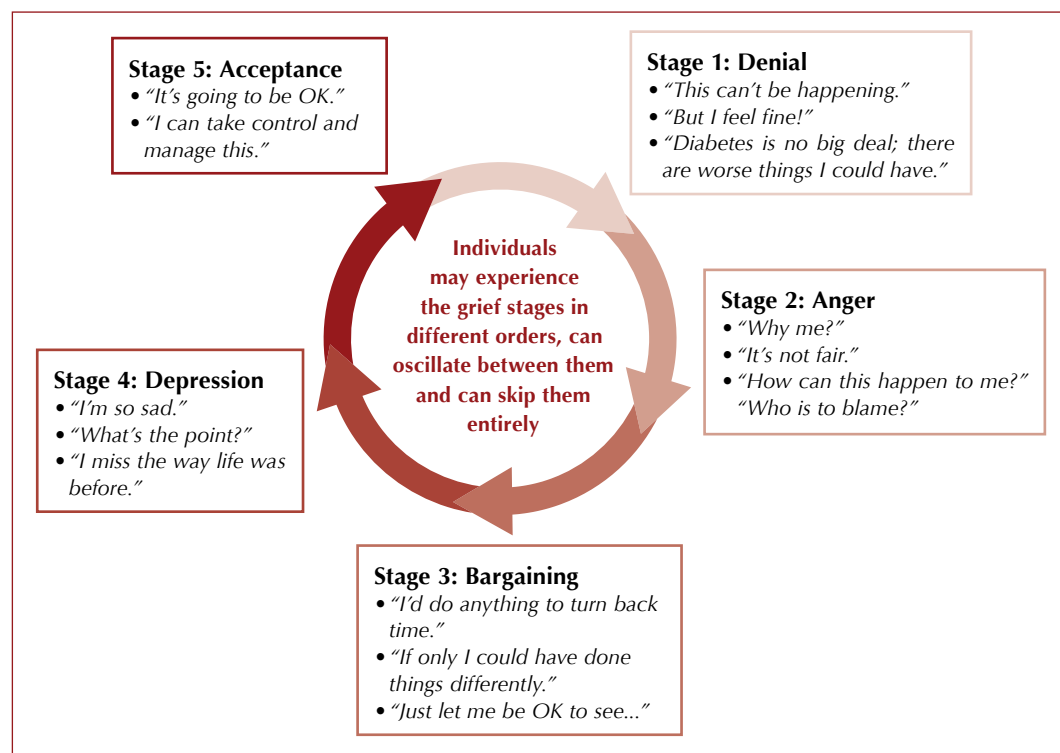 Stage 5: Acceptance
• “It’s going to be OK.”
• “I can take control and
manage this.”
Stage 1: Denial
• “This can’t be happening.”
• “But I feel fine!”
• “Diabetes is no big deal; there
are worse things I could have.”
Individuals
may experience
the grief stages in
different orders, can
oscillate between them
and can skip them
entirely
Stage 2: Anger
• “Why me?”
• “It’s not fair.”
• “How can this happen to me?”
“Who is to blame?”
Stage 4: Depression
• “I’m so sad.”
• “What’s the point?”
• “I miss the way life was
before.”
Stage 3: Bargaining
• “I’d do anything to turn back
time.”
• “If only I could have done
things differently.”
• “Just let me be OK to see...”